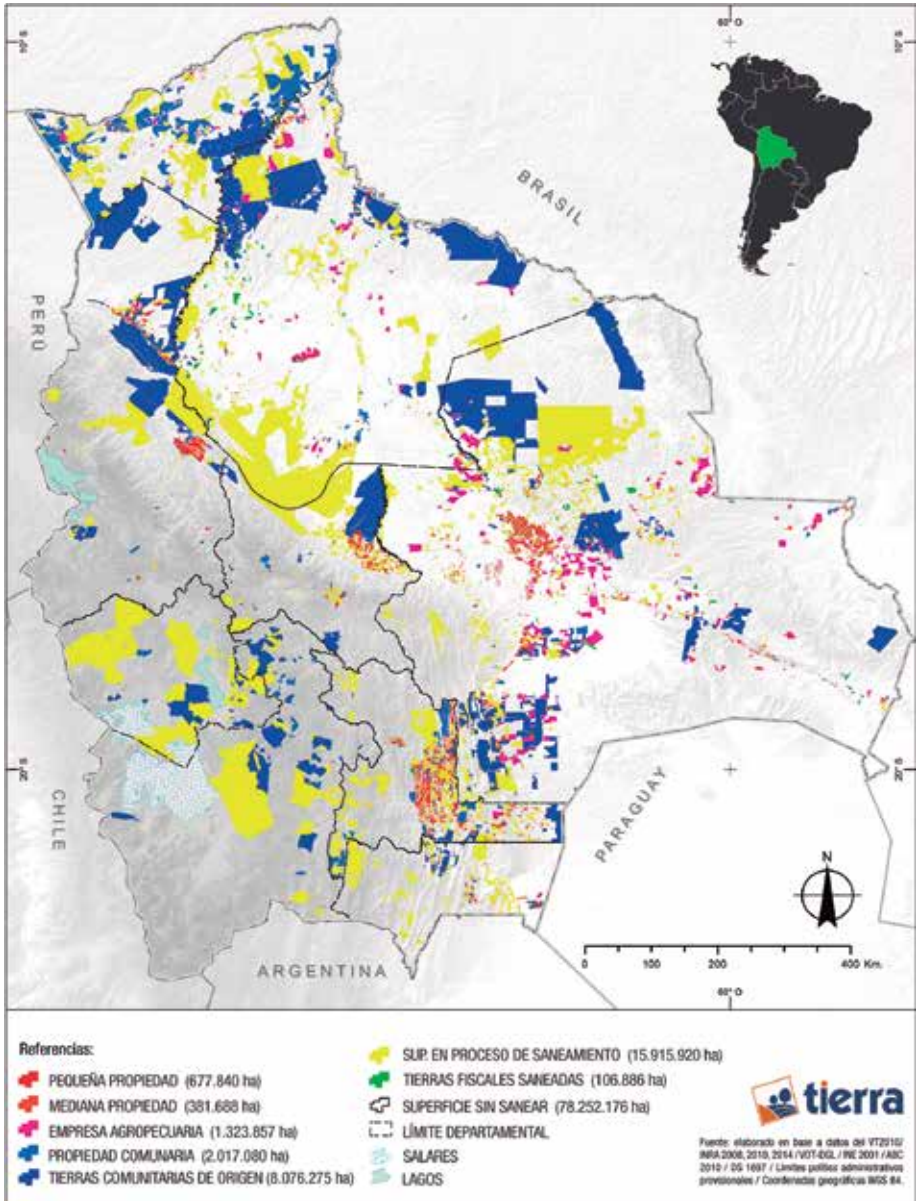 60° O
10° S
10° S
BRASIL
PERÚ
20° S
20° S
CHILE
PARAGUAY
N
ARGENTINA
0 100 200 400 Km.
60° O
Referencias:
PEQUEÑA PROPIEDAD (677.840 ha)
MEDIANA PROPIEDAD (381.688 ha)
EMPRESA AGROPECUARIA (1.323.857 ha)
PROPIEDAD COMUNARIA (2.017.080 ha)
TIERRAS COMUNITARIAS DE ORIGEN (8.076.275 ha)
SUP. EN PROCESO DE SANEAMIENTO (15.915.920 ha)
TIERRAS FISCALES SANEADAS (106.886 ha)
SUPERFICIE SIN SANEAR (78.252.176 ha)
LÍMITE DEPARTAMENTAL
SALARES
LAGOS
tierra
Fuente: elaborado en base a datos del VT2010/
INRA 2008, 2010, 2014 / VIOT-DGL / INE 2001 / ABC
2010 / DS 1697 / Límites político administrativos
provisionales / Coordenadas geográficas WGS 84.